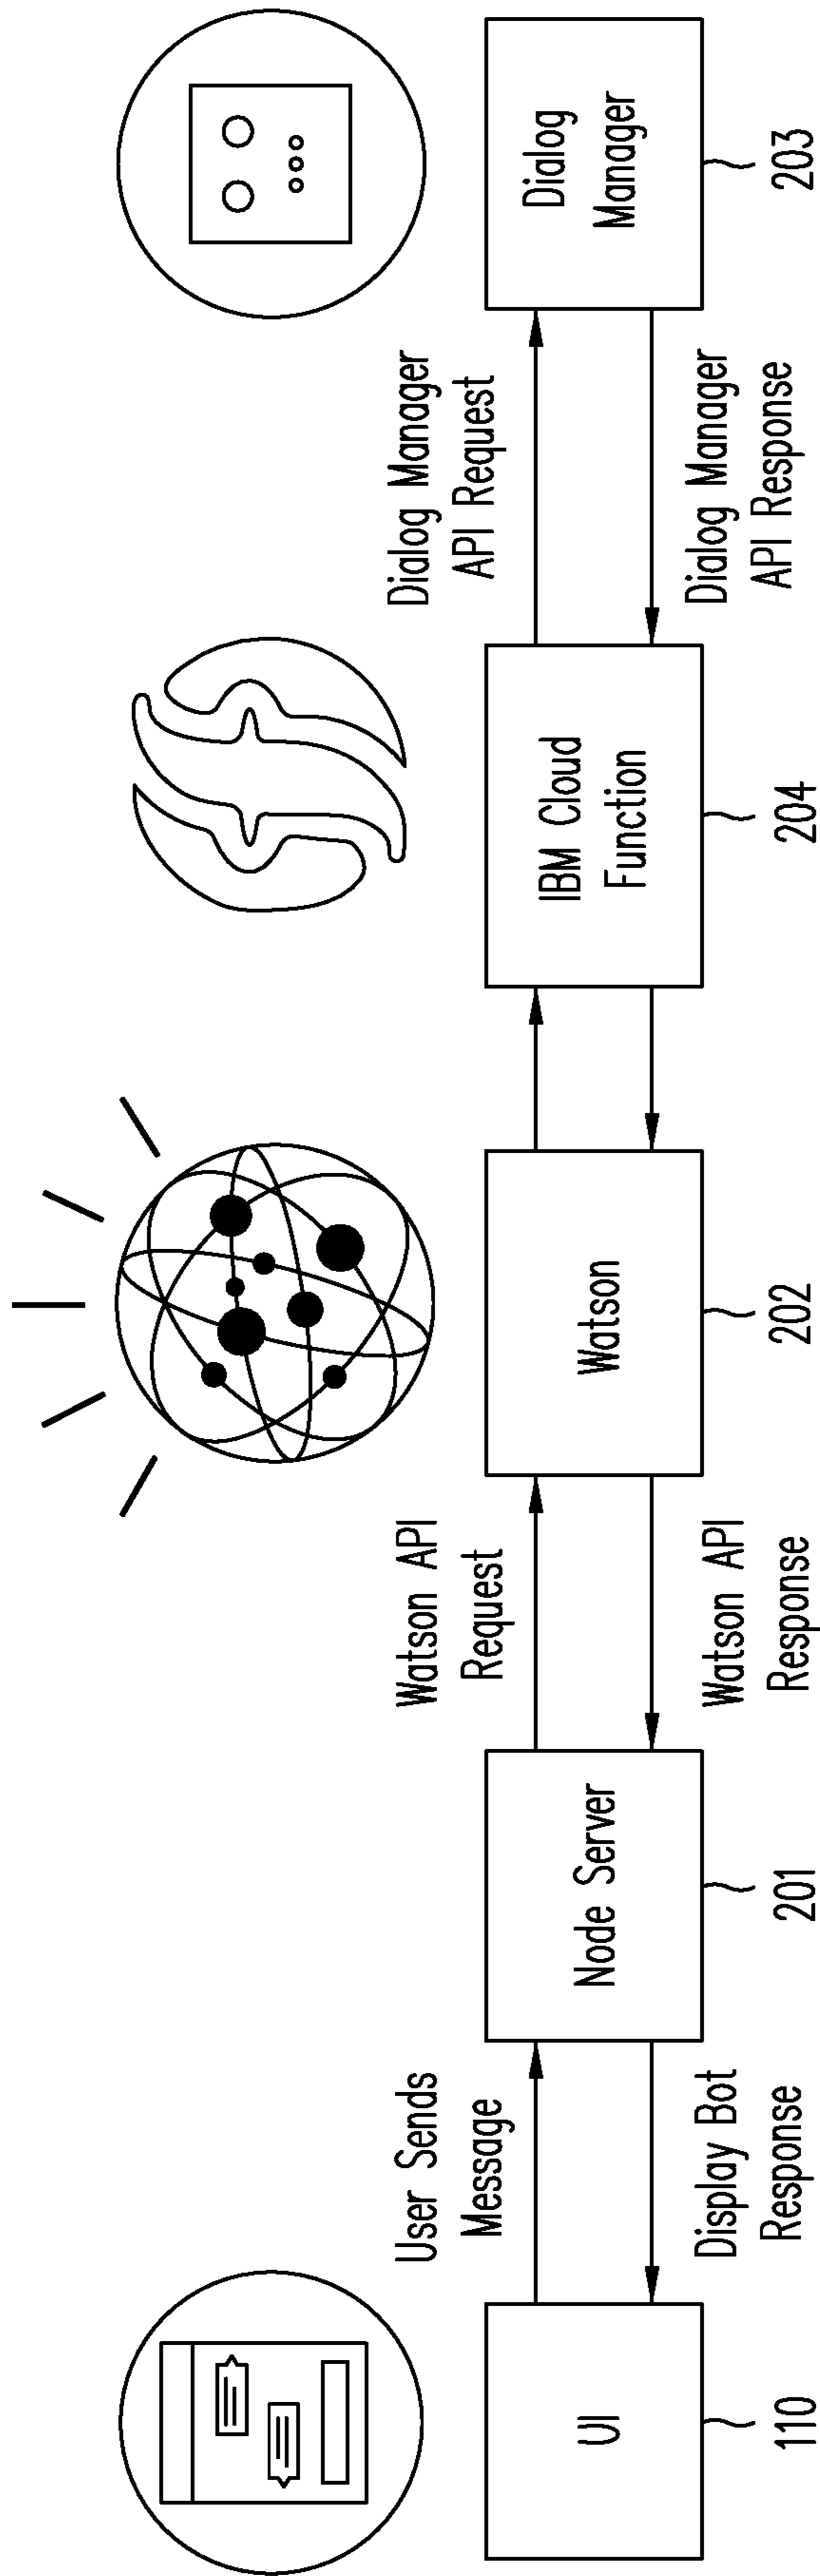 User Sends
Message
Watson API
Request
Dialog Manager
API Request
UI
Node Server
Watson
IBM Cloud
Function
Dialog
Manager
Display Bot
Response
Watson API
Response
Dialog Manager
API Response
110
201
202
204
203